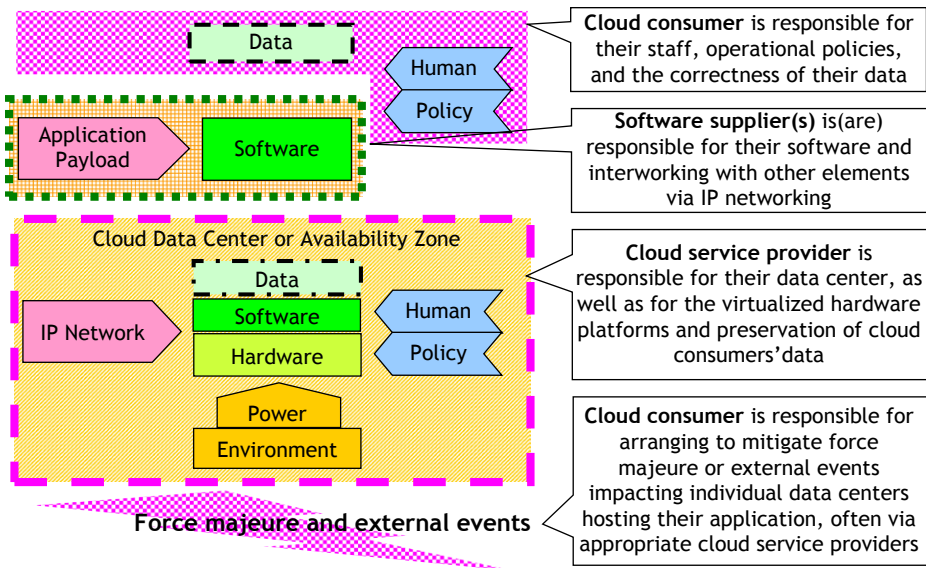 Data
Human
Policy
Cloud consumer is responsible for
their staff, operational policies,
and the correctness of their data
Application
Payload
Software
Software supplier(s) is(are)
responsible for their software and
interworking with other elements
via IP networking
Cloud Data Center or Availability Zone
Data
Software
Hardware
IP Network
Human
Policy
Power
Environment
Cloud service provider is
responsible for their data center, as
well as for the virtualized hardware
platforms and preservation of cloud
consumers’data
Force majeure and external events
Cloud consumer is responsible for
arranging to mitigate force
majeure or external events
impacting individual data centers
hosting their application, often via
appropriate cloud service providers